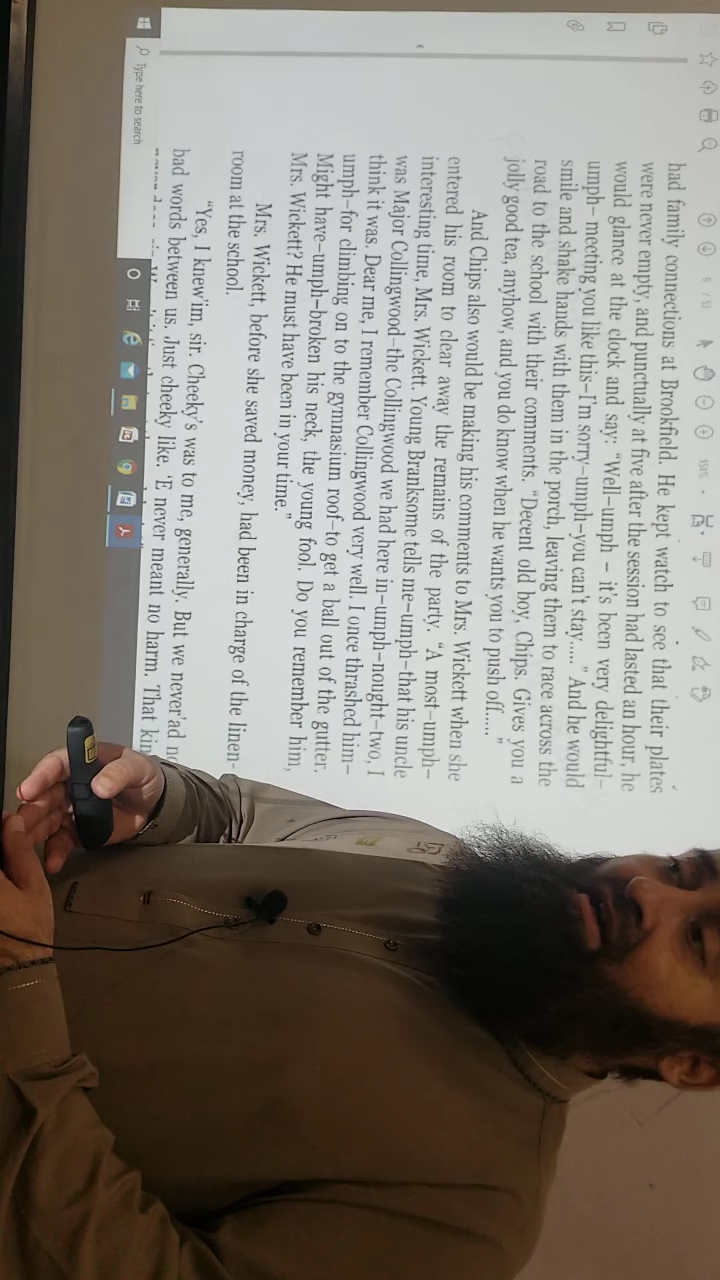 9 / 51
153%
had family connections at Brookfield. He kept watch to see that their plates
were never empty, and punctually at five after the session had lasted an hour, he
would glance at the clock and say: “Well–umph – it's been very delightful–
umph– meeting you like this–I'm sorry–umph–you can't stay..... ” And he would
smile and shake hands with them in the porch, leaving them to race across the
road to the school with their comments. “Decent old boy, Chips. Gives you a
jolly good tea, anyhow, and you do know when he wants you to push off..... ”
And Chips also would be making his comments to Mrs. Wickett when she
entered his room to clear away the remains of the party. “A most–umph–
interesting time, Mrs. Wickett. Young Branksome tells me–umph–that his uncle
was Major Collingwood–the Collingwood we had here in–umph–nought–two, I
think it was. Dear me, I remember Collingwood very well. I once thrashed him–
umph–for climbing on to the gymnasium roof–to get a ball out of the gutter.
Might have–umph–broken his neck, the young fool. Do you remember him,
Mrs. Wickett? He must have been in your time.”
Mrs. Wickett, before she saved money, had been in charge of the linen-
room at the school.
“Yes, I knew'im, sir. Cheeky's was to me, generally. But we never'ad no
bad words between us. Just cheeky like. 'E never meant no harm. That kin
Type here to search